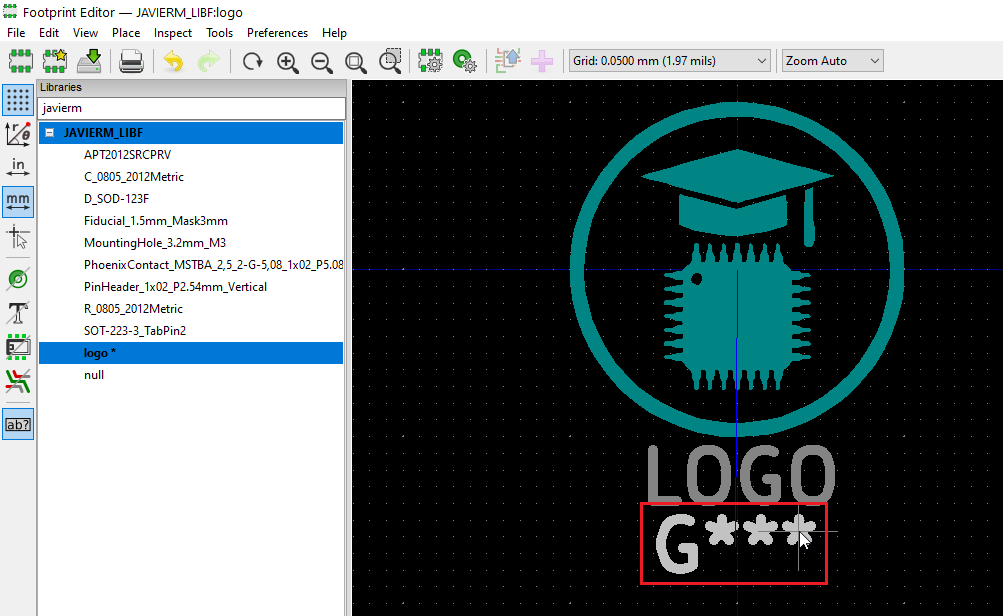 Footprint Editor — JAVIERM_LIBF:logo
File Edit View Place Inspect Tools Preferences Help
Grid: 0.0500 mm (1.97 mils) Zoom Auto
Libraries
javierm
JAVIERM_LIBF
APT2012SRCPRV
C_0805_2012Metric
D_SOD-123F
Fiducial_1.5mm_Mask3mm
MountingHole_3.2mm_M3
PhoenixContact_MSTBA_2,5_2-G-5,08_1x02_P5.08
PinHeader_1x02_P2.54mm_Vertical
R_0805_2012Metric
SOT-223-3_TabPin2
logo *
null
r θ
in
mm
T
ab?
LOGO
G***